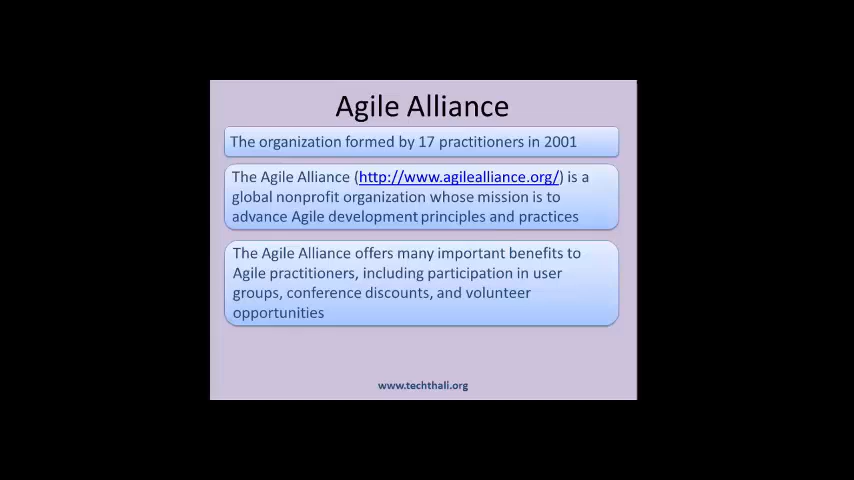 Agile Alliance
The organization formed by 17 practitioners in 2001
The Agile Alliance (http://www.agilealliance.org/) is a
global nonprofit organization whose mission is to
advance Agile development principles and practices
The Agile Alliance offers many important benefits to
Agile practitioners, including participation in user
groups, conference discounts, and volunteer
opportunities
www.techthali.org